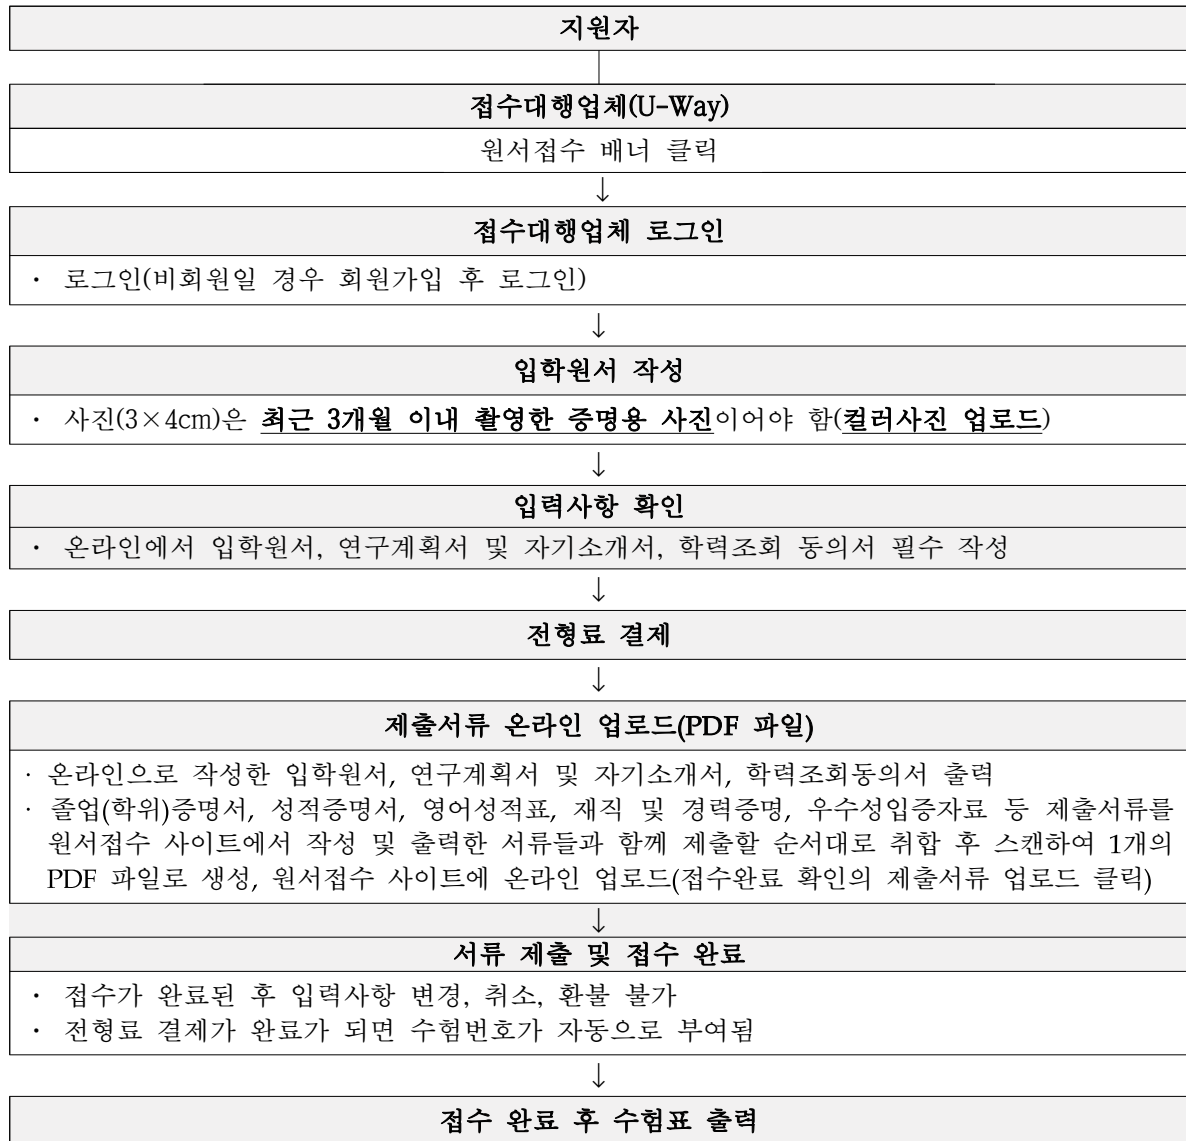 지원자
접수대행업체(U-Way)
원서접수 배너 클릭
↓
접수대행업체 로그인
· 로그인(비회원일 경우 회원가입 후 로그인)
↓
입학원서 작성
· 사진(3×4cm)은 최근 3개월 이내 촬영한 증명용 사진이어야 함(컬러사진 업로드)
↓
입력사항 확인
· 온라인에서 입학원서, 연구계획서 및 자기소개서, 학력조회 동의서 필수 작성
↓
전형료 결제
↓
제출서류 온라인 업로드(PDF 파일)
· 온라인으로 작성한 입학원서, 연구계획서 및 자기소개서, 학력조회동의서 출력
· 졸업(학위)증명서, 성적증명서, 영어성적표, 재직 및 경력증명, 우수성입증자료 등 제출서류를
원서접수 사이트에서 작성 및 출력한 서류들과 함께 제출할 순서대로 취합 후 스캔하여 1개의
PDF 파일로 생성, 원서접수 사이트에 온라인 업로드(접수완료 확인의 제출서류 업로드 클릭)
↓
서류 제출 및 접수 완료
· 접수가 완료된 후 입력사항 변경, 취소, 환불 불가
· 전형료 결제가 완료가 되면 수험번호가 자동으로 부여됨
↓
접수 완료 후 수험표 출력